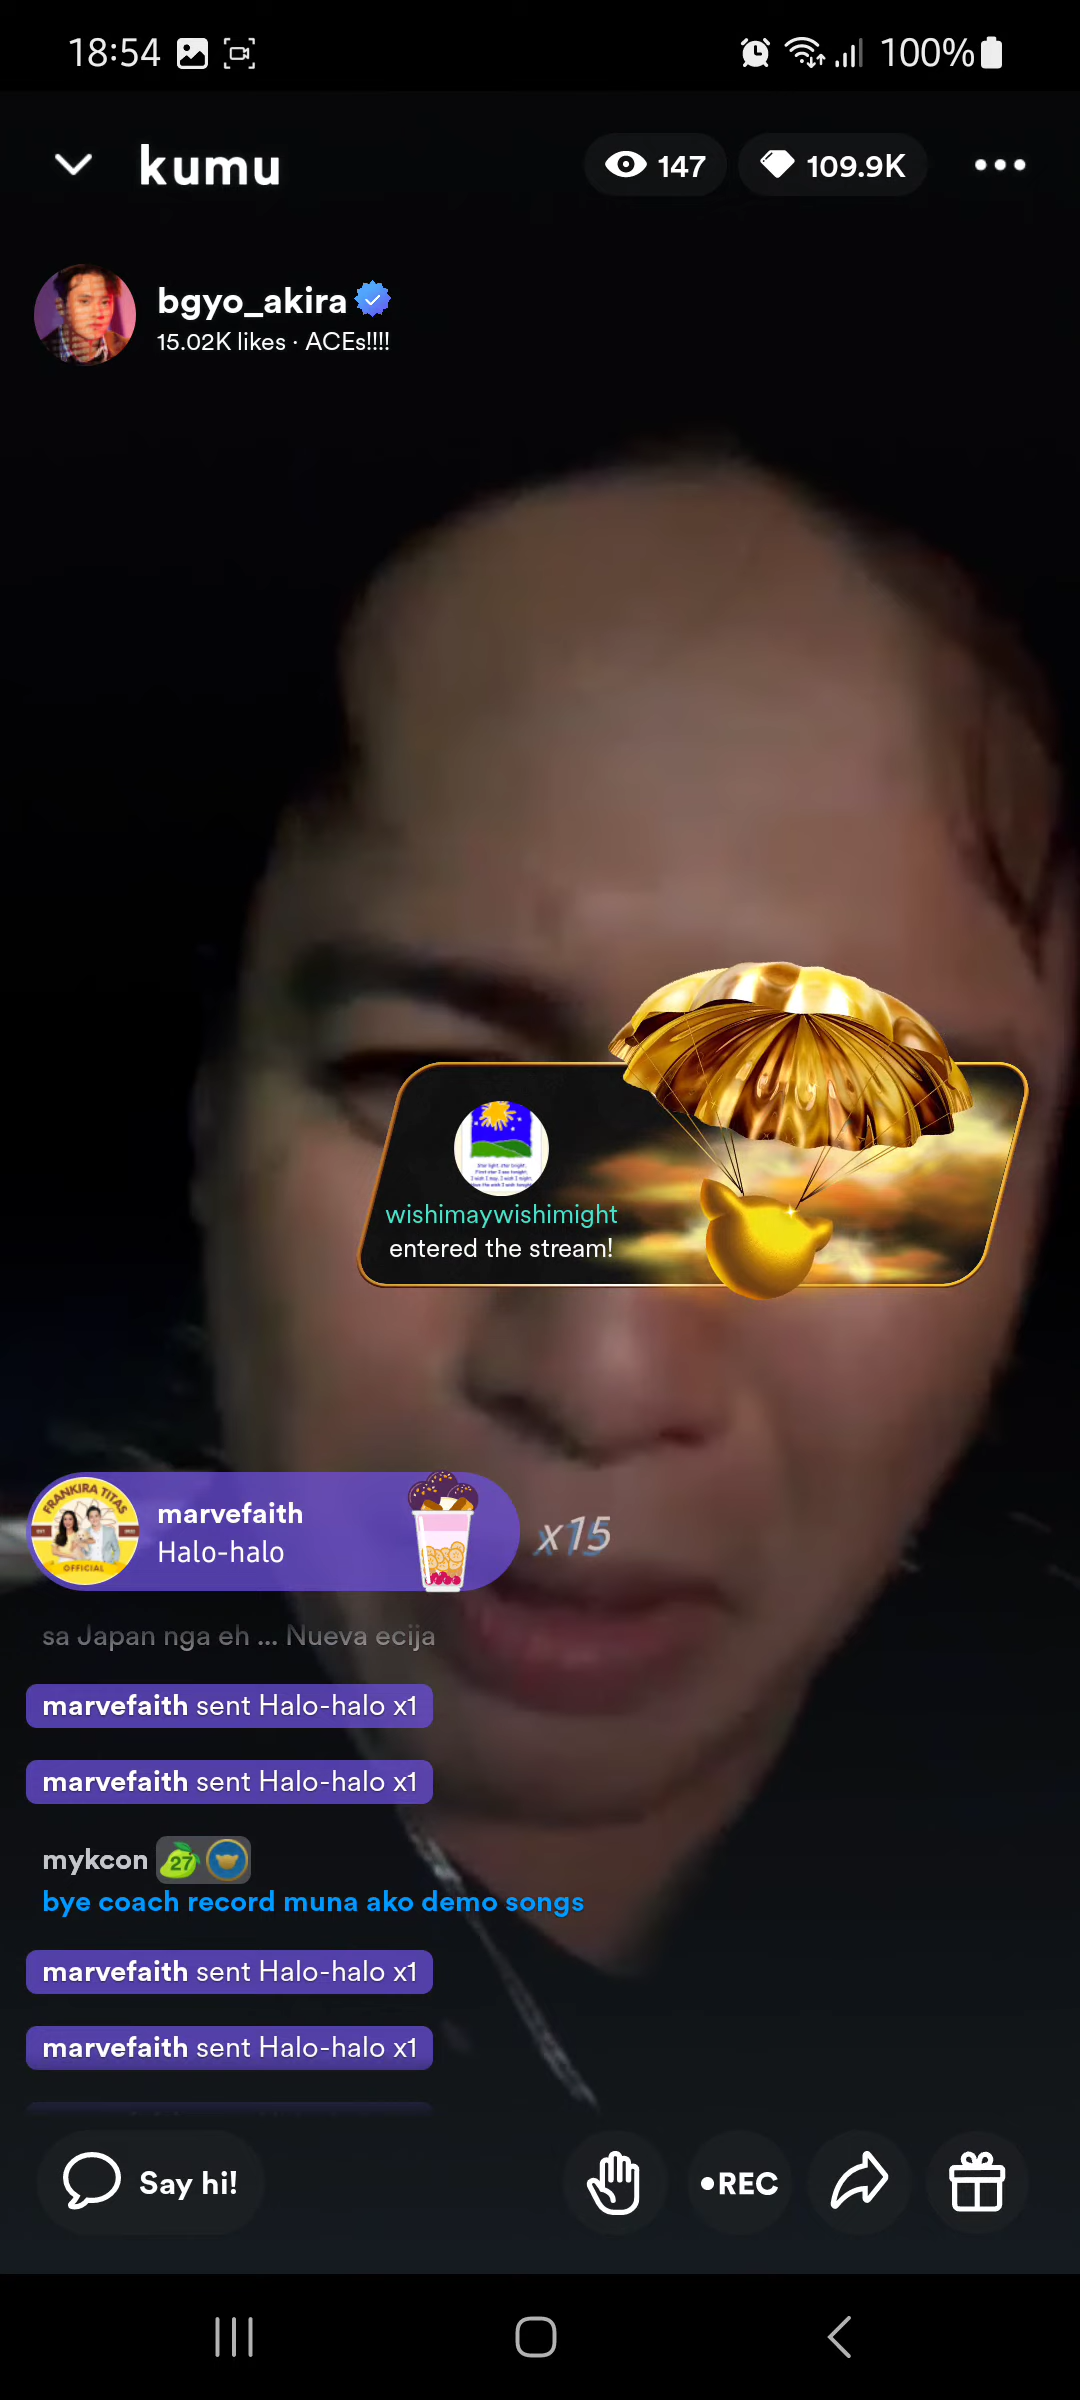 18:54
100%
kumu
147
109.9K
bgyo_akira
15.02K likes · ACEs!!!!
wishimaywishimight
entered the stream!
FRANKIRA TITAS
OFFICIAL
marvefaith
Halo-halo
x15
sa Japan nga eh ... Nueva ecija
marvefaith sent Halo-halo x1
marvefaith sent Halo-halo x1
mykcon 27
bye coach record muna ako demo songs
marvefaith sent Halo-halo x1
marvefaith sent Halo-halo x1
Say hi!
•REC